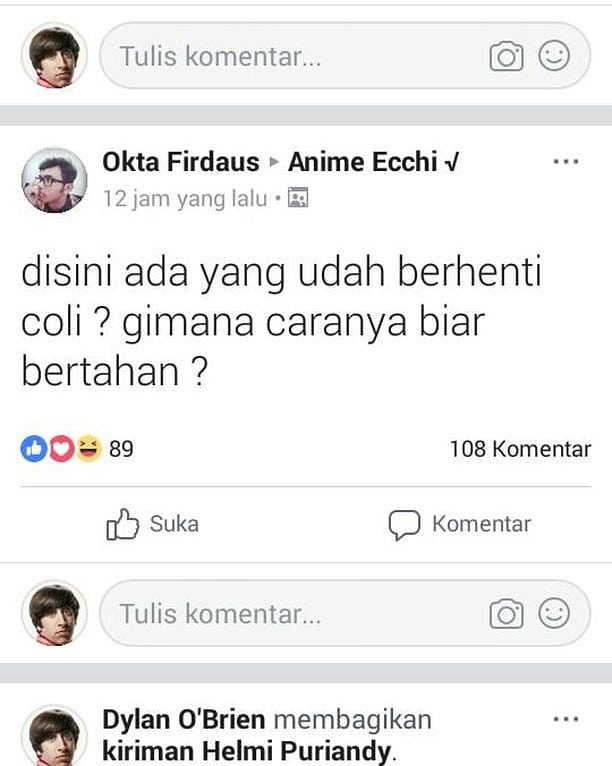 Tulis komentar...
Okta Firdaus ▸ Anime Ecchi √
12 jam yang lalu •
disini ada yang udah berhenti
coli ? gimana caranya biar
bertahan ?
89 108 Komentar
Suka Komentar
Tulis komentar...
Dylan O'Brien membagikan
kiriman Helmi Puriandy.